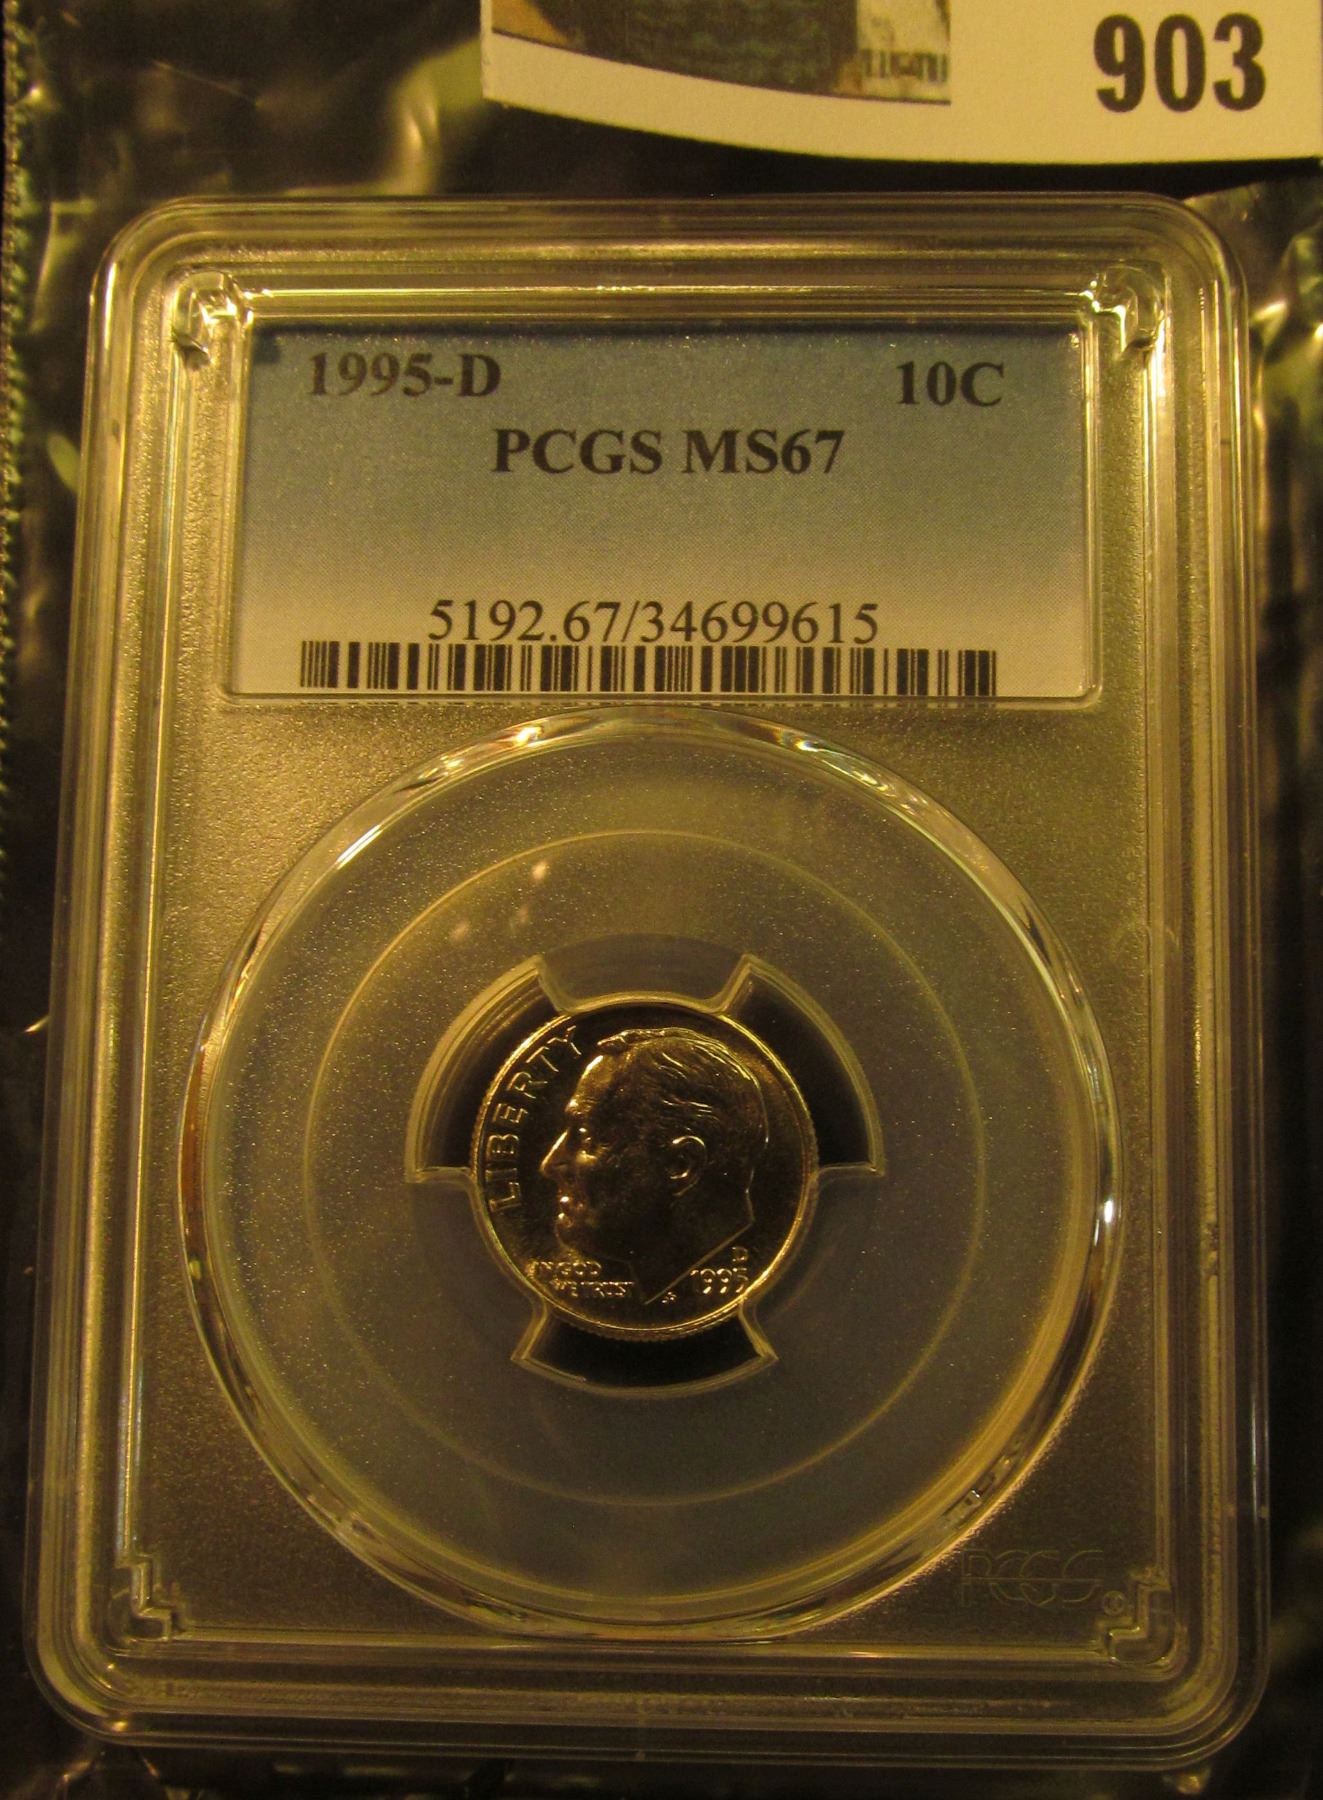 903
1995-D 10C
PCGS MS67
5192.67/34699615
LIBERTY
IN GOD
WE TRUST
D
1995
PCGS